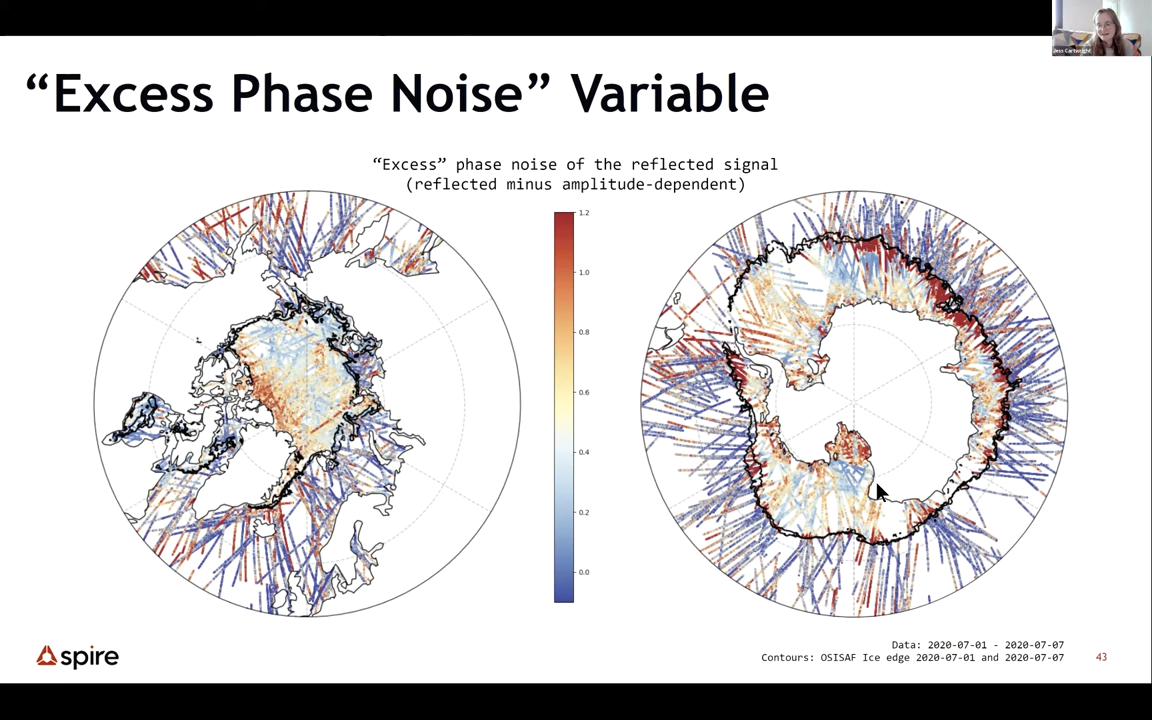 Jess Cartwright
“Excess Phase Noise” Variable
“Excess” phase noise of the reflected signal
(reflected minus amplitude-dependent)
1.2
1.0
0.8
0.6
0.4
0.2
0.0
spire
Data: 2020-07-01 - 2020-07-07
Contours: OSISAF Ice edge 2020-07-01 and 2020-07-07
43